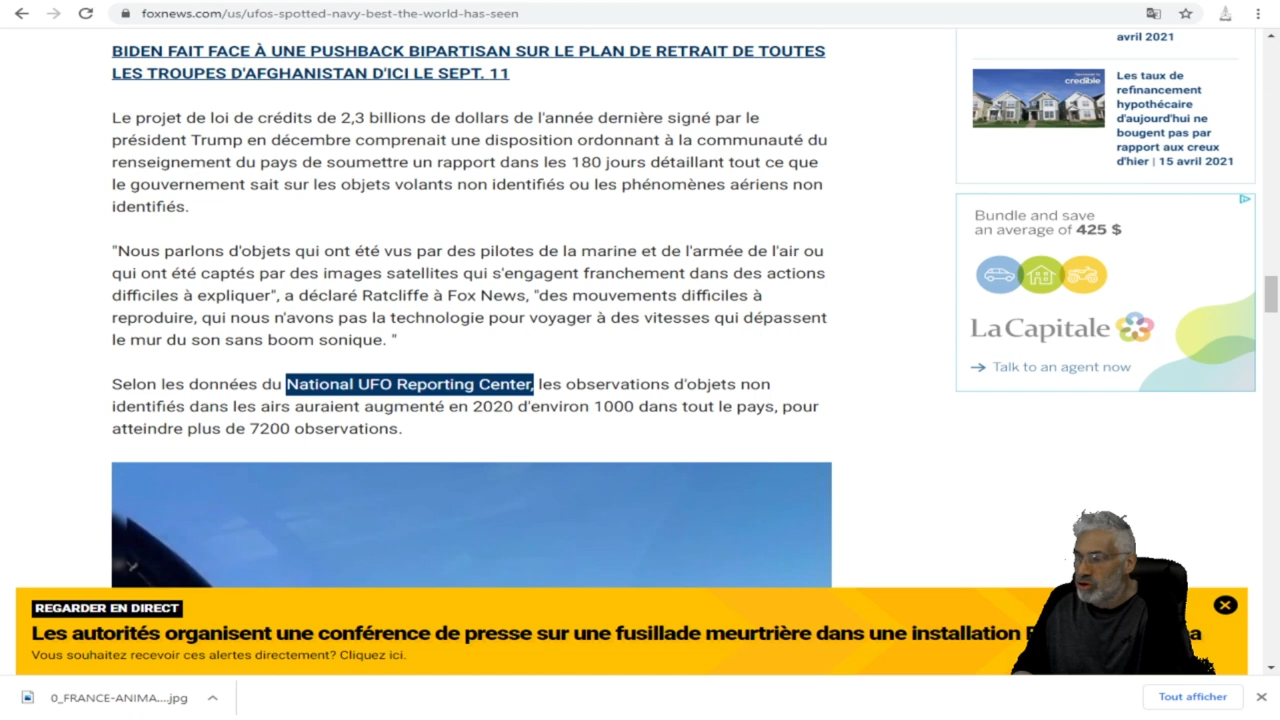 foxnews.com/us/ufos-spotted-navy-best-the-world-has-seen
BIDEN FAIT FACE À UNE PUSHBACK BIPARTISAN SUR LE PLAN DE RETRAIT DE TOUTES
LES TROUPES D'AFGHANISTAN D'ICI LE SEPT. 11
Le projet de loi de crédits de 2,3 billions de dollars de l'année dernière signé par le
président Trump en décembre comprenait une disposition ordonnant à la communauté du
renseignement du pays de soumettre un rapport dans les 180 jours détaillant tout ce que
le gouvernement sait sur les objets volants non identifiés ou les phénomènes aériens non
identifiés.
"Nous parlons d'objets qui ont été vus par des pilotes de la marine et de l'armée de l'air ou
qui ont été captés par des images satellites qui s'engagent franchement dans des actions
difficiles à expliquer", a déclaré Ratcliffe à Fox News, "des mouvements difficiles à
reproduire, qui nous n'avons pas la technologie pour voyager à des vitesses qui dépassent
le mur du son sans boom sonique. "
Selon les données du National UFO Reporting Center, les observations d'objets non
identifiés dans les airs auraient augmenté en 2020 d'environ 1000 dans tout le pays, pour
atteindre plus de 7200 observations.
avril 2021
credible
Les taux de
refinancement
hypothécaire
d'aujourd'hui ne
bougent pas par
rapport aux creux
d'hier | 15 avril 2021
Bundle and save
an average of 425 $
La Capitale
Talk to an agent now
REGARDER EN DIRECT
Les autorités organisent une conférence de presse sur une fusillade meurtrière dans une installation
Vous souhaitez recevoir ces alertes directement? Cliquez ici.
0_FRANCE-ANIMA....jpg
Tout afficher